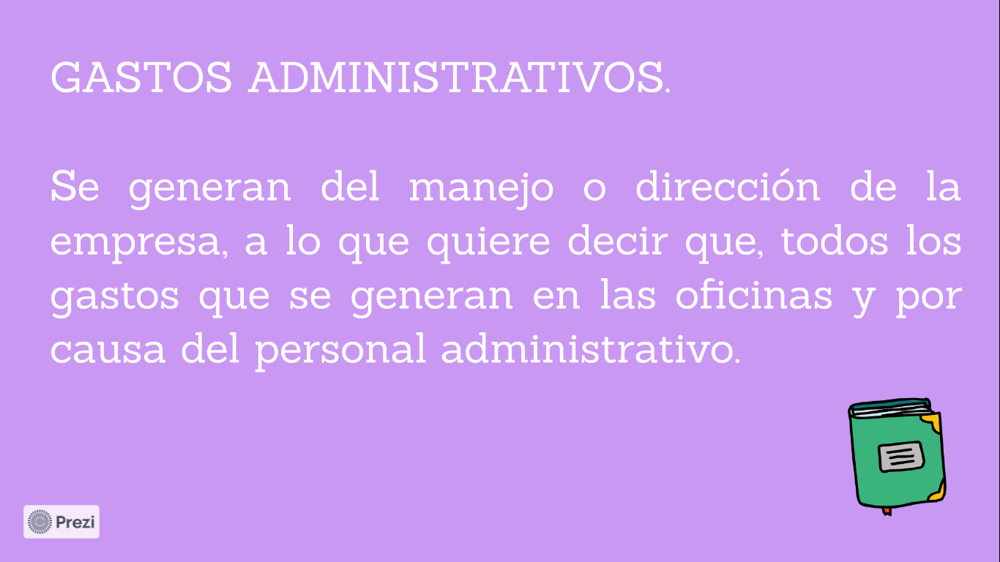 GASTOS ADMINISTRATIVOS.
Se generan del manejo o dirección de la
empresa, a lo que quiere decir que, todos los
gastos que se generan en las oficinas y por
causa del personal administrativo.
Prezi